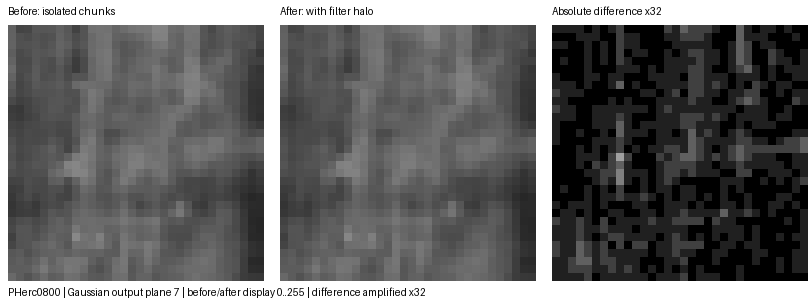 Before: isolated chunks
After: with filter halo
Absolute difference x32
PHerc0800 | Gaussian output plane 7 | before/after display 0..255 | difference amplified x32